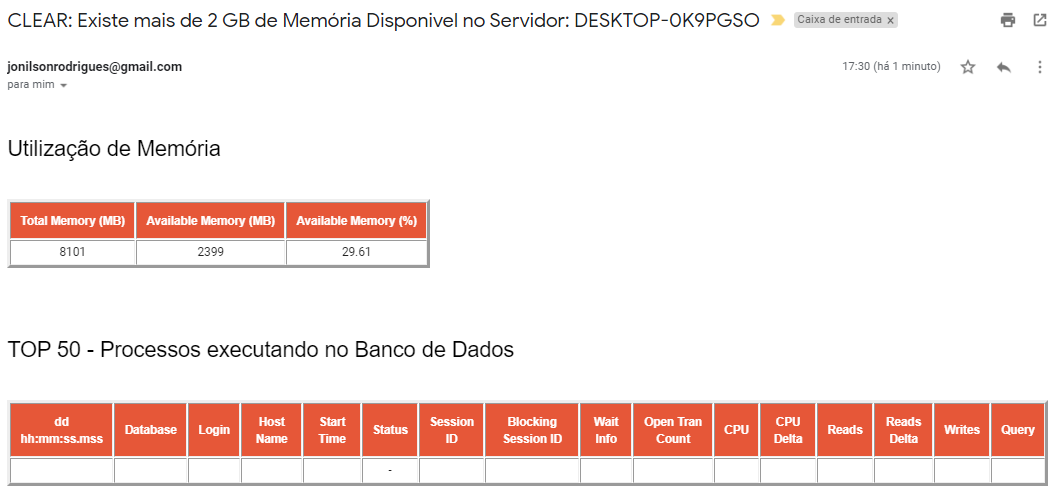 CLEAR: Existe mais de 2 GB de Memória Disponivel no Servidor: DESKTOP-0K9PGSO Caixa de entrada x
jonilsonrodrigues@gmail.com 17:30 (há 1 minuto)
para mim
Utilização de Memória
Total Memory (MB) Available Memory (MB) Available Memory (%)
8101 2399 29.61
TOP 50 - Processos executando no Banco de Dados
dd hh:mm:ss.mss Database Login Host Name Start Time Status Session ID Blocking Session ID Wait Info Open Tran Count CPU CPU Delta Reads Reads Delta Writes Query
-